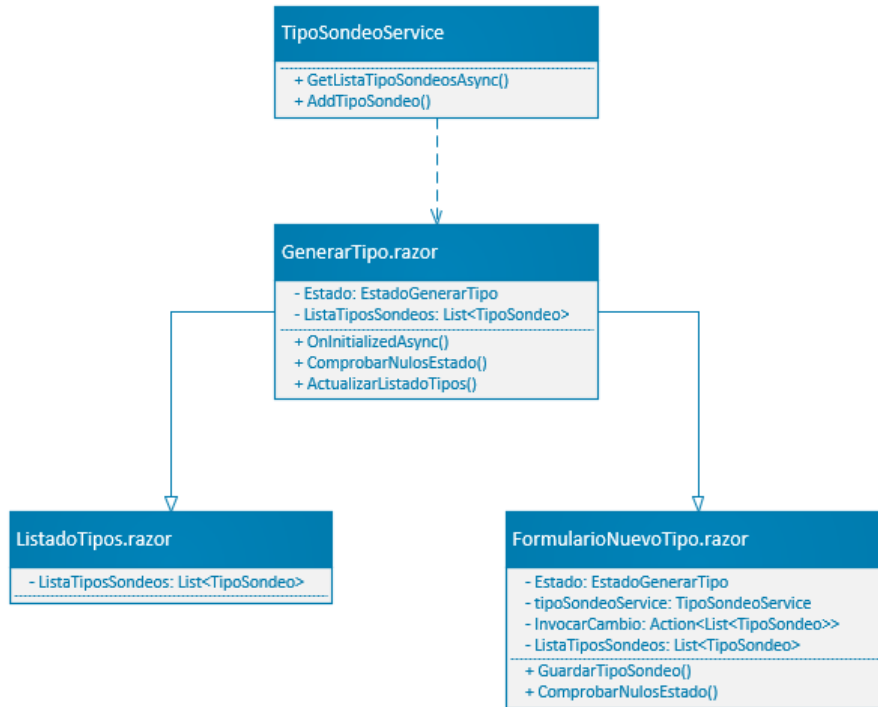 TipoSondeoService
+ GetListaTipoSondeosAsync()
+ AddTipoSondeo()
GenerarTipo.razor
- Estado: EstadoGenerarTipo
- ListaTiposSondeos: List<TipoSondeo>
+ OnInitializedAsync()
+ ComprobarNulosEstado()
+ ActualizarListadoTipos()
ListadoTipos.razor
- ListaTiposSondeos: List<TipoSondeo>
FormularioNuevoTipo.razor
- Estado: EstadoGenerarTipo
- tipoSondeoService: TipoSondeoService
- InvocarCambio: Action<List<TipoSondeo>>
- ListaTiposSondeos: List<TipoSondeo>
+ GuardarTipoSondeo()
+ ComprobarNulosEstado()